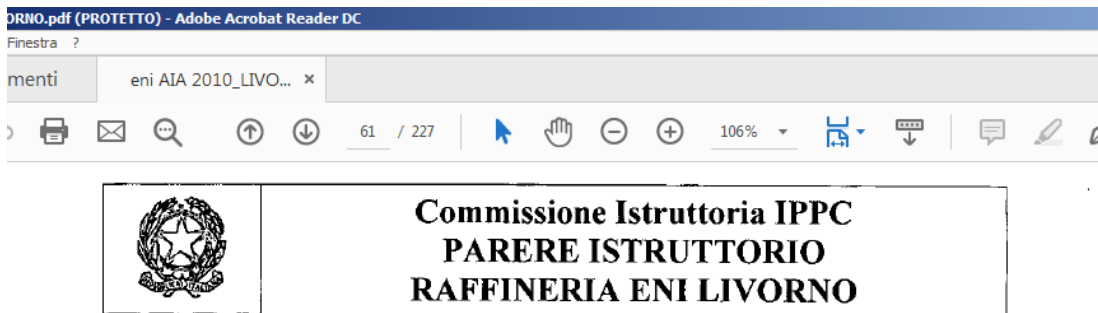 ORNO.pdf (PROTETTO) - Adobe Acrobat Reader DC
Finestra ?
menti eni AIA 2010_LIVO... ×
61 / 227 106%
Commissione Istruttoria IPPC
PARERE ISTRUTTORIO
RAFFINERIA ENI LIVORNO